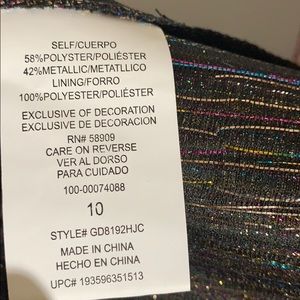 SELF/CUERPO
58%POLYESTER/POLIÉSTER
42%METALLIC/METATLLICO
LINING/FORRO
100%POLYESTER/POLIÉSTER
EXCLUSIVE OF DECORATION
EXCLUSIVE DE DECORACION
RN# 58909
CARE ON REVERSE
VER AL DORSO
PARA CUIDADO
100-00074088
10
STYLE# GD8192HJC
MADE IN CHINA
HECHO EN CHINA
UPC# 193596351513